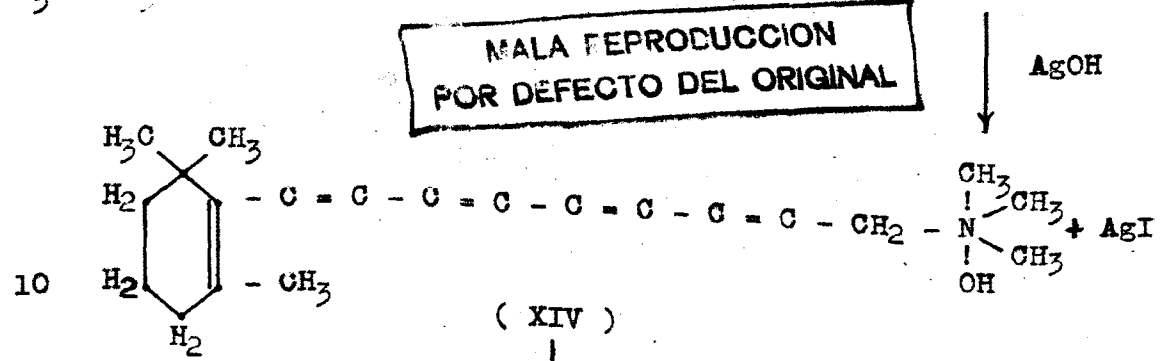 MALA REPRODUCCION
POR DEFECTO DEL ORIGINAL
AgOH
H3C CH3
H2 - C = C - C = C - C = C - C = C - CH2 - N CH3 CH3 CH3 OH + AgI
10 H2 - CH3
H2
( XIV )